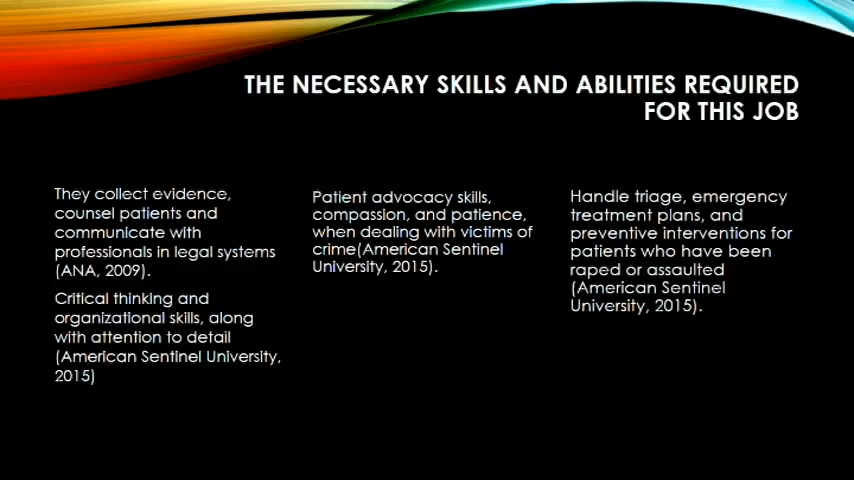 THE NECESSARY SKILLS AND ABILITIES REQUIRED
FOR THIS JOB
They collect evidence,
counsel patients and
communicate with
professionals in legal systems
(ANA, 2009).
Critical thinking and
organizational skills, along
with attention to detail
(American Sentinel University,
2015)
Patient advocacy skills,
compassion, and patience,
when dealing with victims of
crime(American Sentinel
University, 2015).
Handle triage, emergency
treatment plans, and
preventive interventions for
patients who have been
raped or assaulted
(American Sentinel
University, 2015).